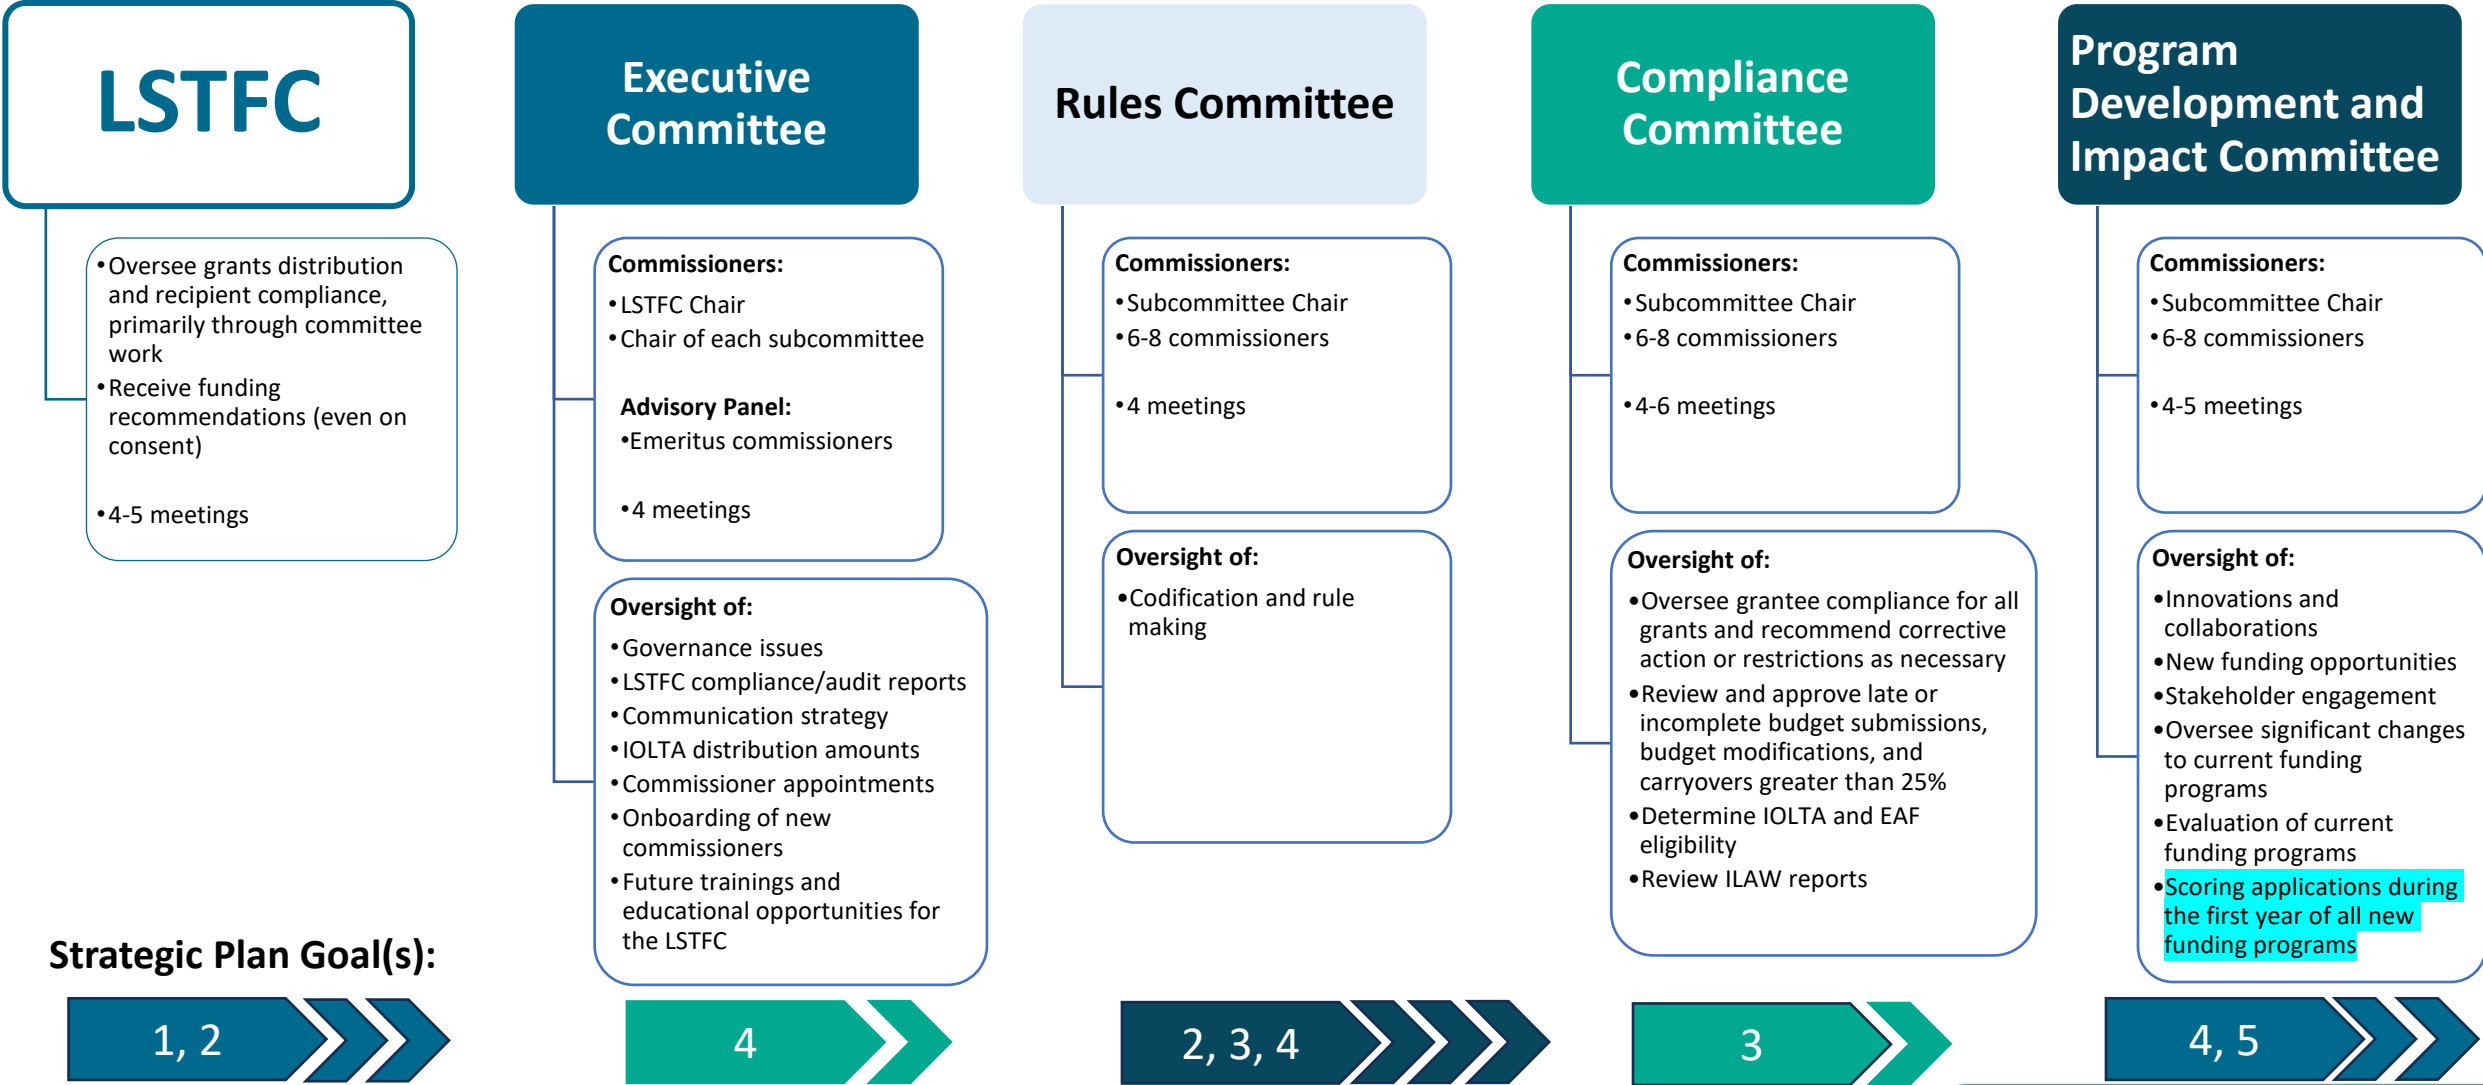 LSTFC
•Oversee grants distribution
and recipient compliance,
primarily through committee
work
•Receive funding
recommendations (even on
consent)
•4-5 meetings
Executive
Committee
Commissioners:
•LSTFC Chair
•Chair of each subcommittee
Advisory Panel:
•Emeritus commissioners
•4 meetings
Oversight of:
•Governance issues
•LSTFC compliance/audit reports
•Communication strategy
•IOLTA distribution amounts
•Commissioner appointments
•Onboarding of new
commissioners
•Future trainings and
educational opportunities for
the LSTFC
Rules Committee
Commissioners:
•Subcommittee Chair
•6-8 commissioners
•4 meetings
Oversight of:
•Codification and rule
making
Compliance
Committee
Commissioners:
•Subcommittee Chair
•6-8 commissioners
•4-6 meetings
Oversight of:
•Oversee grantee compliance for all
grants and recommend corrective
action or restrictions as necessary
•Review and approve late or
incomplete budget submissions,
budget modifications, and
carryovers greater than 25%
•Determine IOLTA and EAF
eligibility
•Review ILAW reports
Program
Development and
Impact Committee
Commissioners:
•Subcommittee Chair
•6-8 commissioners
•4-5 meetings
Oversight of:
•Innovations and
collaborations
•New funding opportunities
•Stakeholder engagement
•Oversee significant changes
to current funding
programs
•Evaluation of current
funding programs
•Scoring applications during
the first year of all new
funding programs
Strategic Plan Goal(s):
1, 2
4
2, 3, 4
3
4, 5